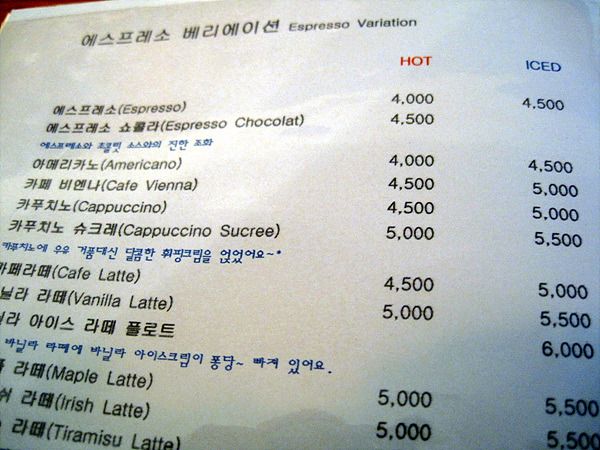 에스프레소 베리에이션 Espresso Variation
HOT ICED
에스프레소(Espresso) 4,000 4,500
에스프레소 쇼콜라(Espresso Chocolat) 4,500
에스프레소와 초콜릿 소스와의 진한 조화
아메리카노(Americano) 4,000 4,500
카페 비엔나(Cafe Vienna) 4,500 5,000
카푸치노(Cappuccino) 4,500 5,000
카푸치노 슈크레(Cappuccino Sucree) 5,000 5,500
카푸치노에 우유 거품대신 달콤한 휘핑크림을 얹었어요~*
카페라떼(Cafe Latte) 4,500 5,000
닐라 라떼(Vanilla Latte) 5,000 5,500
닐라 아이스 라떼 플로트 6,000
바닐라 라떼에 바닐라 아이스크림이 퐁당~ 빠져 있어요.
라떼(Maple Latte) 5,000 5,500
쉬 라떼(Irish Latte) 5,000 5,500
라떼(Tiramisu Latte)